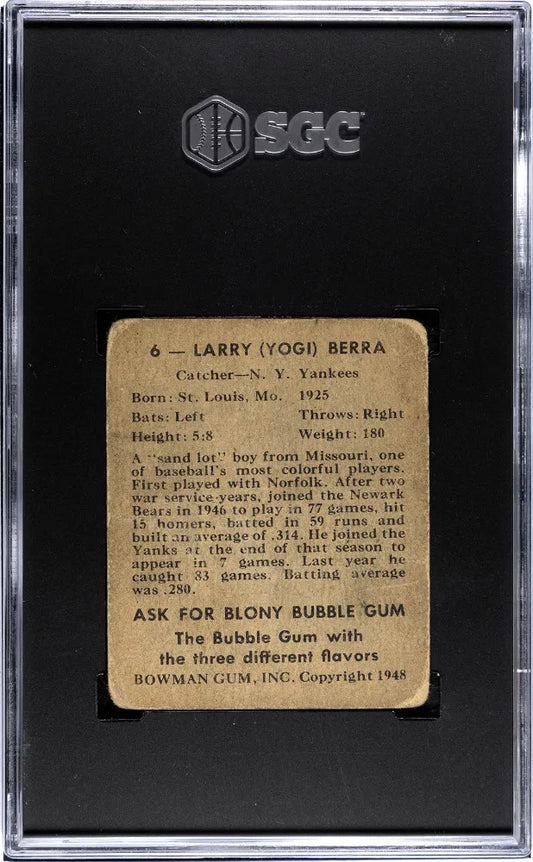 SGC
6 — LARRY (YOGI) BERRA
Catcher—N. Y. Yankees
Born: St. Louis, Mo. 1925
Bats: Left Throws: Right
Height: 5:8 Weight: 180
A "sand lot" boy from Missouri, one
of baseball's most colorful players.
First played with Norfolk. After two
war service-years, joined the Newark
Bears in 1946 to play in 77 games, hit
15 homers, batted in 59 runs and
built an average of .314. He joined the
Yanks at the end of that season to
appear in 7 games. Last year he
caught 83 games. Batting average
was .280.
ASK FOR BLONY BUBBLE GUM
The Bubble Gum with
the three different flavors
BOWMAN GUM, INC. Copyright 1948